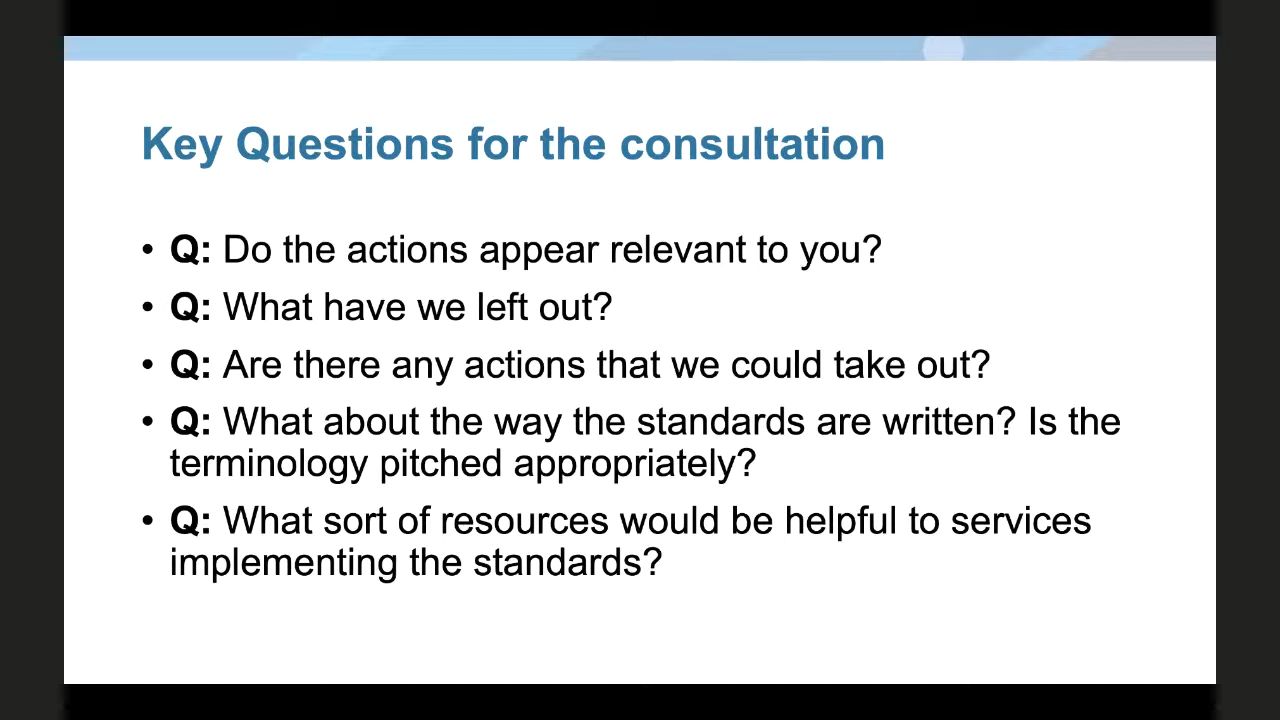 Key Questions for the consultation
• Q: Do the actions appear relevant to you?
• Q: What have we left out?
• Q: Are there any actions that we could take out?
• Q: What about the way the standards are written? Is the
terminology pitched appropriately?
• Q: What sort of resources would be helpful to services
implementing the standards?